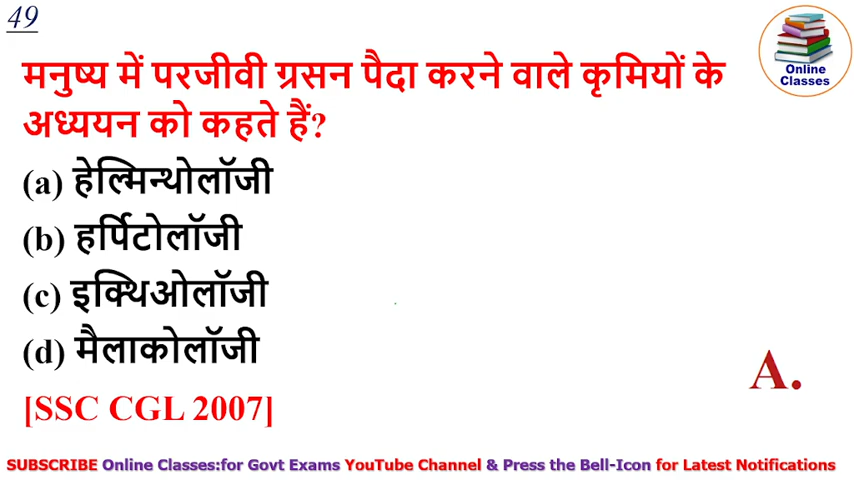 49
मनुष्य में परजीवी ग्रसन पैदा करने वाले कृमियों के
अध्ययन को कहते हैं?
(a) हेल्मिन्थोलॉजी
(b) हर्पिटोलॉजी
(c) इक्थिओलॉजी
(d) मैलाकोलॉजी
[SSC CGL 2007]
Online
Classes
A.
SUBSCRIBE Online Classes:for Govt Exams YouTube Channel & Press the Bell-Icon for Latest Notifications